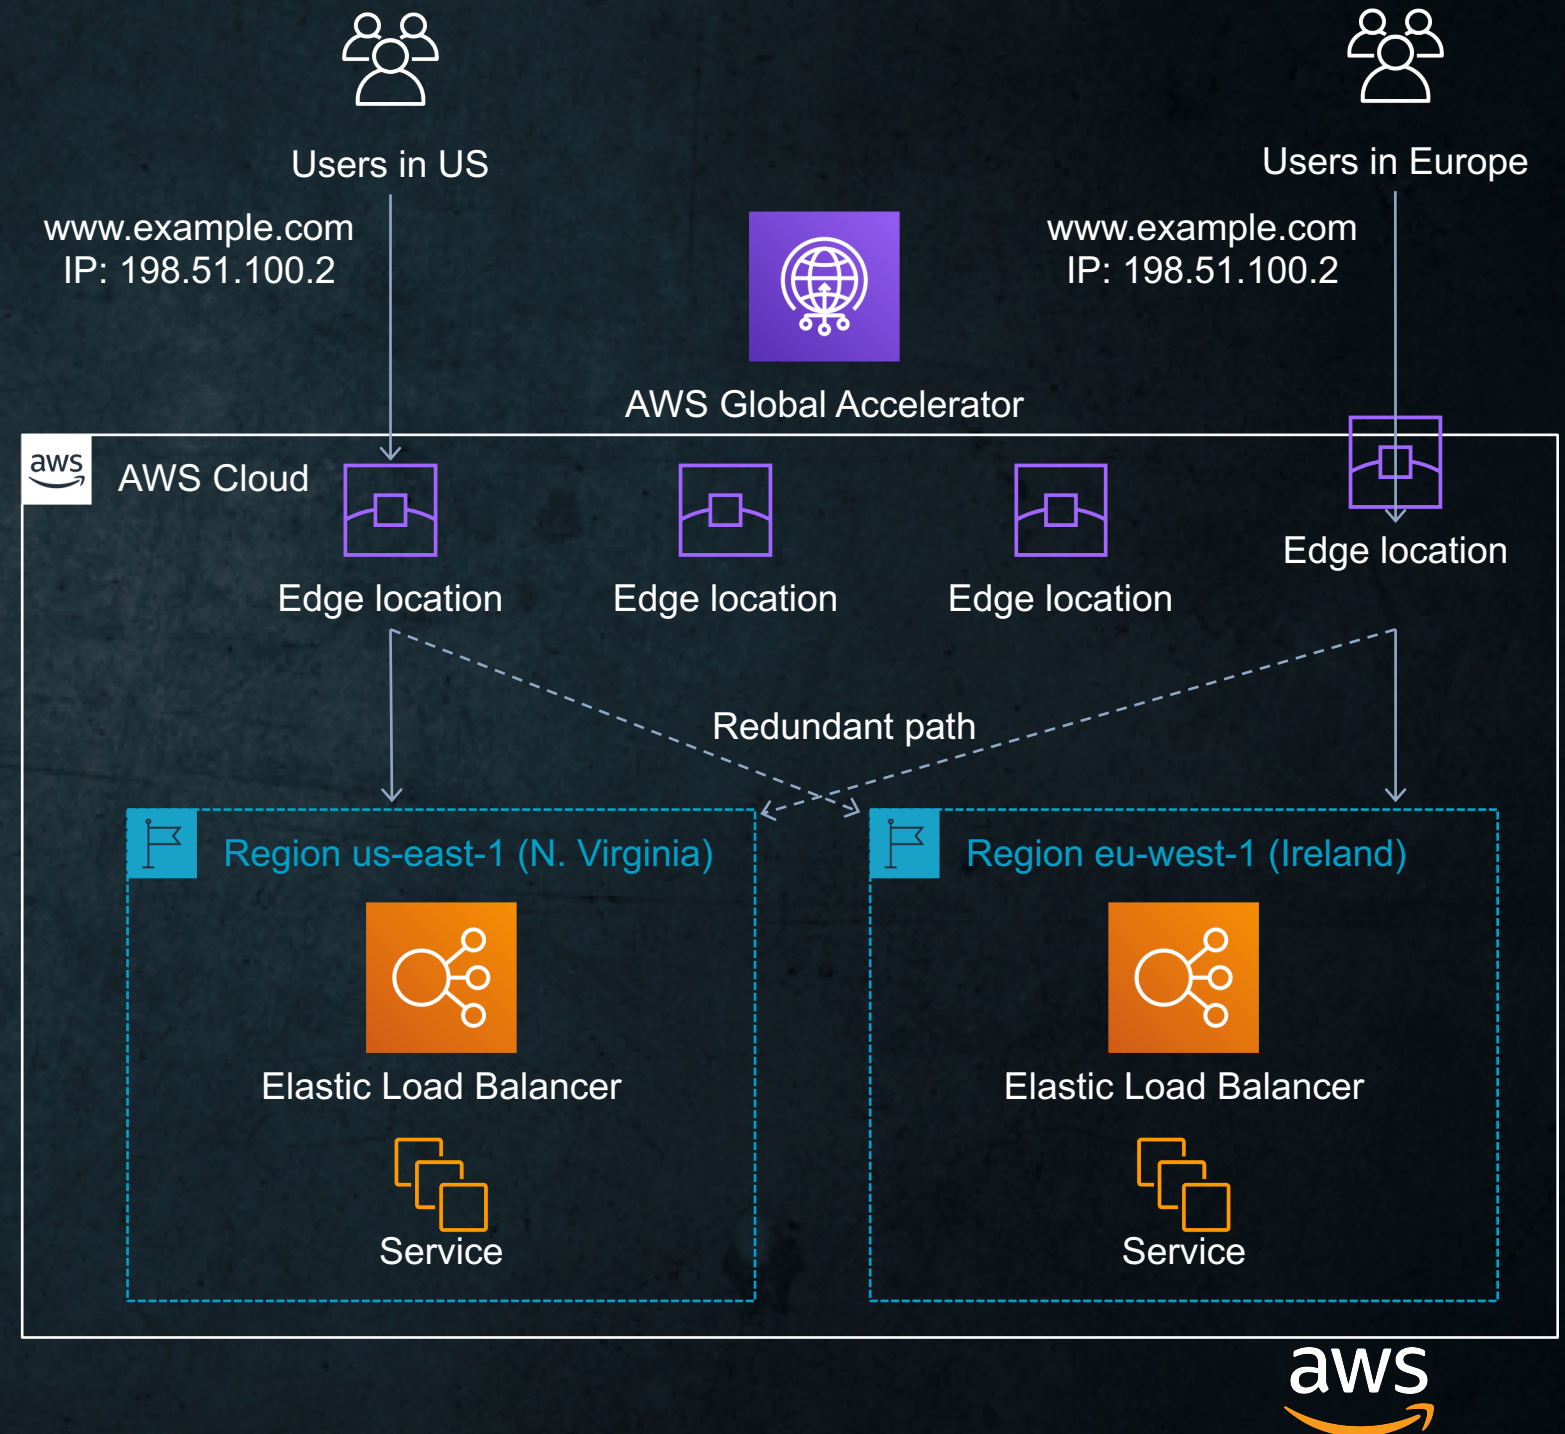 Users in US
Users in Europe
www.example.com
IP: 198.51.100.2
www.example.com
IP: 198.51.100.2
AWS Global Accelerator
aws
AWS Cloud
Edge location
Edge location
Edge location
Edge location
Redundant path
Region us-east-1 (N. Virginia)
Region eu-west-1 (Ireland)
Elastic Load Balancer
Elastic Load Balancer
Service
Service
aws